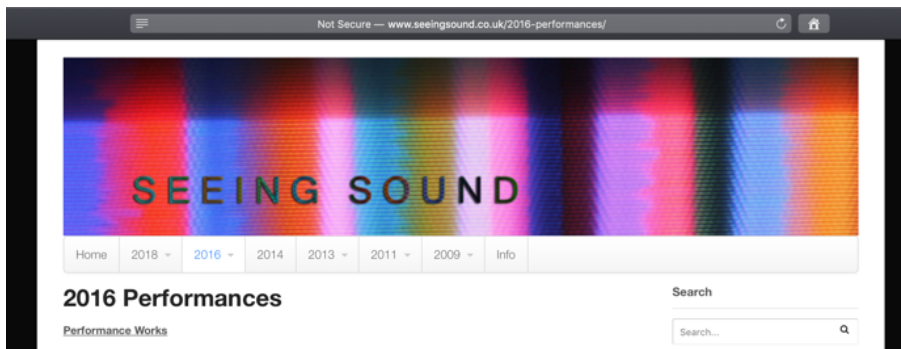 Not Secure — www.seeingsound.co.uk/2016-performances/
SEEING SOUND
Home 2018 2016 2014 2013 2011 2009 Info
2016 Performances
Search
Performance Works
Search...